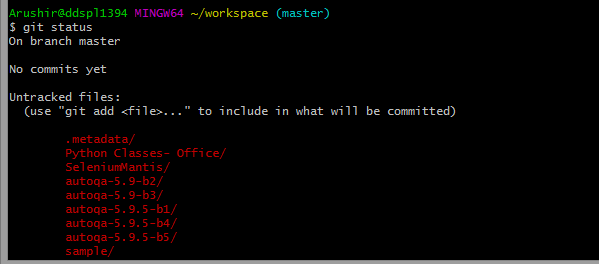 Arushir@ddspl1394 MINGW64 ~/workspace (master)
$ git status
On branch master
No commits yet
Untracked files:
(use "git add <file>..." to include in what will be committed)
.metadata/
Python Classes- Office/
SeleniumMantis/
autoqa-5.9-b2/
autoqa-5.9-b3/
autoqa-5.9.5-b1/
autoqa-5.9.5-b4/
autoqa-5.9.5-b5/
sample/